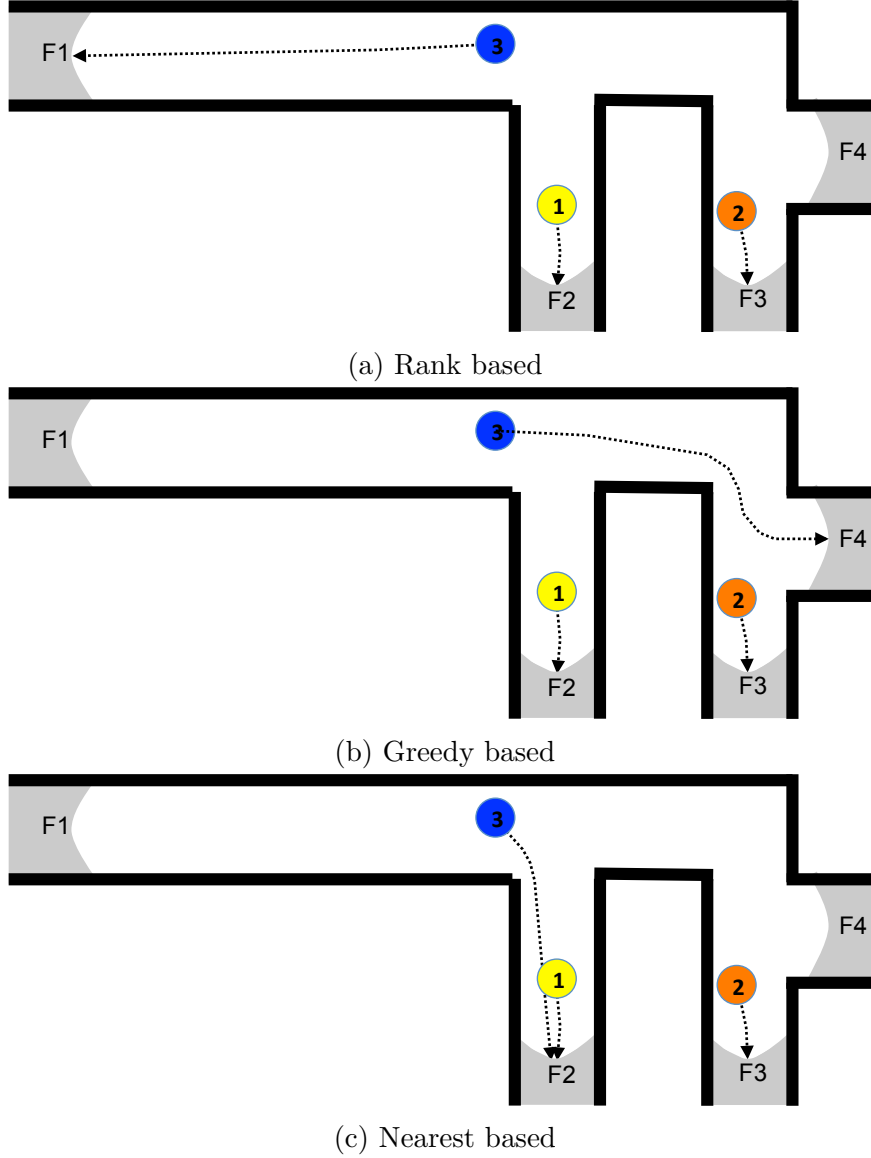 F1
3
F4
1
2
F2
F3
(a) Rank based
F1
3
F4
1
2
F2
F3
(b) Greedy based
F1
3
F4
1
2
F2
F3
(c) Nearest based